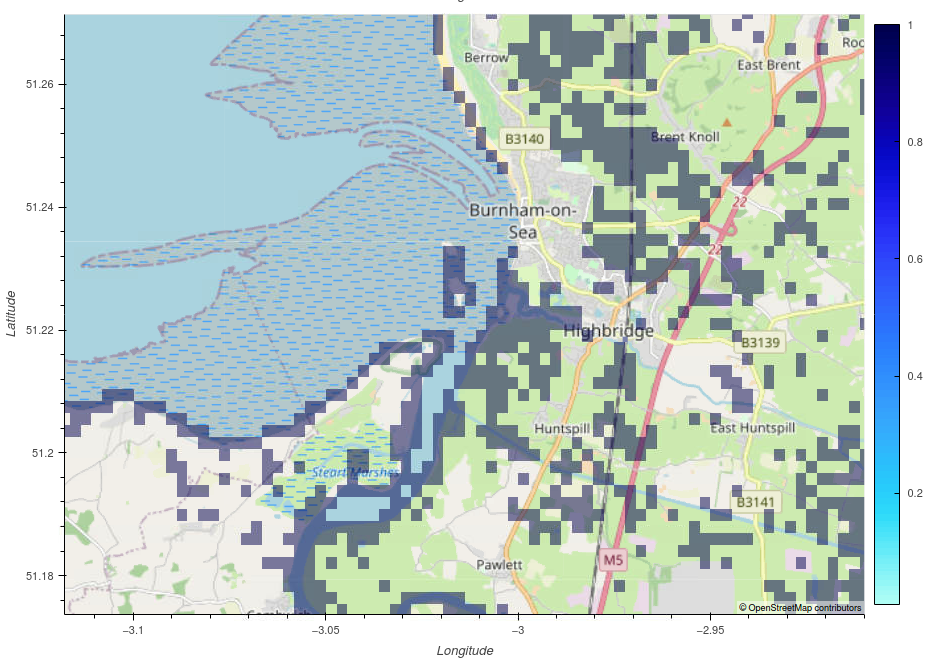 Berrow
East Brent
Roo
1
51.26
B3140
Brent Knoll
0.8
51.24
Burnham-on-
Sea
22
22
0.6
Latitude
51.22
Highbridge
B3139
0.4
Huntspill
East Huntspill
51.2
Steart Marshes
B3141
0.2
M5
Pawlett
51.18
© OpenStreetMap contributors
−3.1
−3.05
−3
−2.95
Longitude